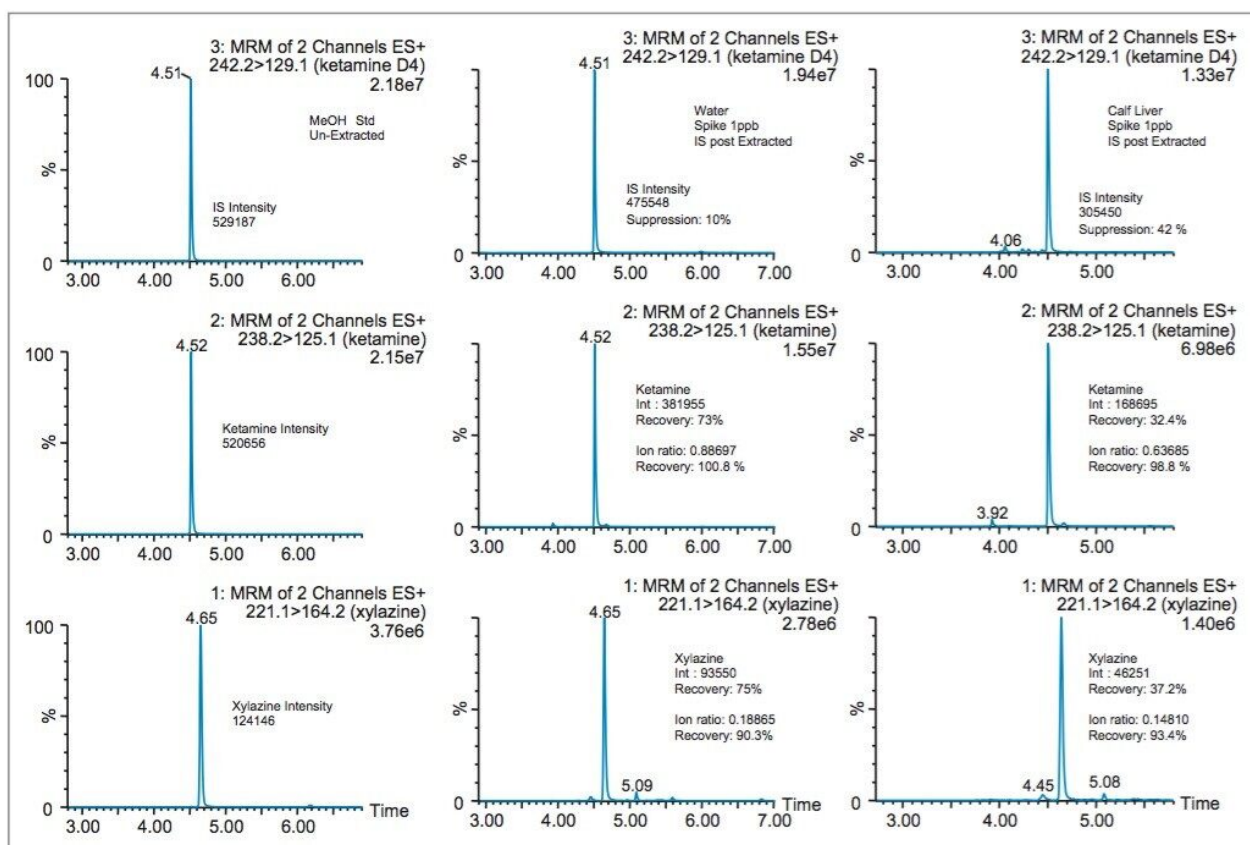 3: MRM of 2 Channels ES+
242.2>129.1 (ketamine D4)
2.18e7
100
4.51
MeOH Std
Un-Extracted
%
IS Intensity
529187
0
3.00 4.00 5.00 6.00
3: MRM of 2 Channels ES+
242.2>129.1 (ketamine D4)
1.94e7
4.51
Water
Spike 1ppb
IS post Extracted
%
IS Intensity
475548
Suppression: 10%
0
3.00 4.00 5.00 6.00 7.00
3: MRM of 2 Channels ES+
242.2>129.1 (ketamine D4)
1.33e7
Calf Liver
Spike 1ppb
IS post Extracted
%
IS Intensity
305450
Suppression: 42 %
4.06
0
3.00 4.00 5.00
2: MRM of 2 Channels ES+
238.2>125.1 (ketamine)
2.15e7
100
4.52
%
Ketamine Intensity
520656
0
3.00 4.00 5.00 6.00
2: MRM of 2 Channels ES+
238.2>125.1 (ketamine)
1.55e7
4.52
Ketamine
Int : 381955
Recovery: 73%
%
Ion ratio: 0.88697
Recovery: 100.8 %
0
3.00 4.00 5.00 6.00 7.00
2: MRM of 2 Channels ES+
238.2>125.1 (ketamine)
6.98e6
Ketamine
Int : 168695
Recovery: 32.4%
%
Ion ratio: 0.63685
Recovery: 98.8 %
3.92
0
3.00 4.00 5.00
1: MRM of 2 Channels ES+
221.1>164.2 (xylazine)
3.76e6
100
4.65
%
Xylazine Intensity
124146
0
Time
3.00 4.00 5.00 6.00
1: MRM of 2 Channels ES+
221.1>164.2 (xylazine)
2.78e6
4.65
Xylazine
Int : 93550
Recovery: 75%
%
Ion ratio: 0.18865
Recovery: 90.3%
5.09
0
Time
3.00 4.00 5.00 6.00 7.00
1: MRM of 2 Channels ES+
221.1>164.2 (xylazine)
1.40e6
Xylazine
Int : 46251
Recovery: 37.2%
%
Ion ratio: 0.14810
Recovery: 93.4%
4.45 5.08
0
Time
3.00 4.00 5.00